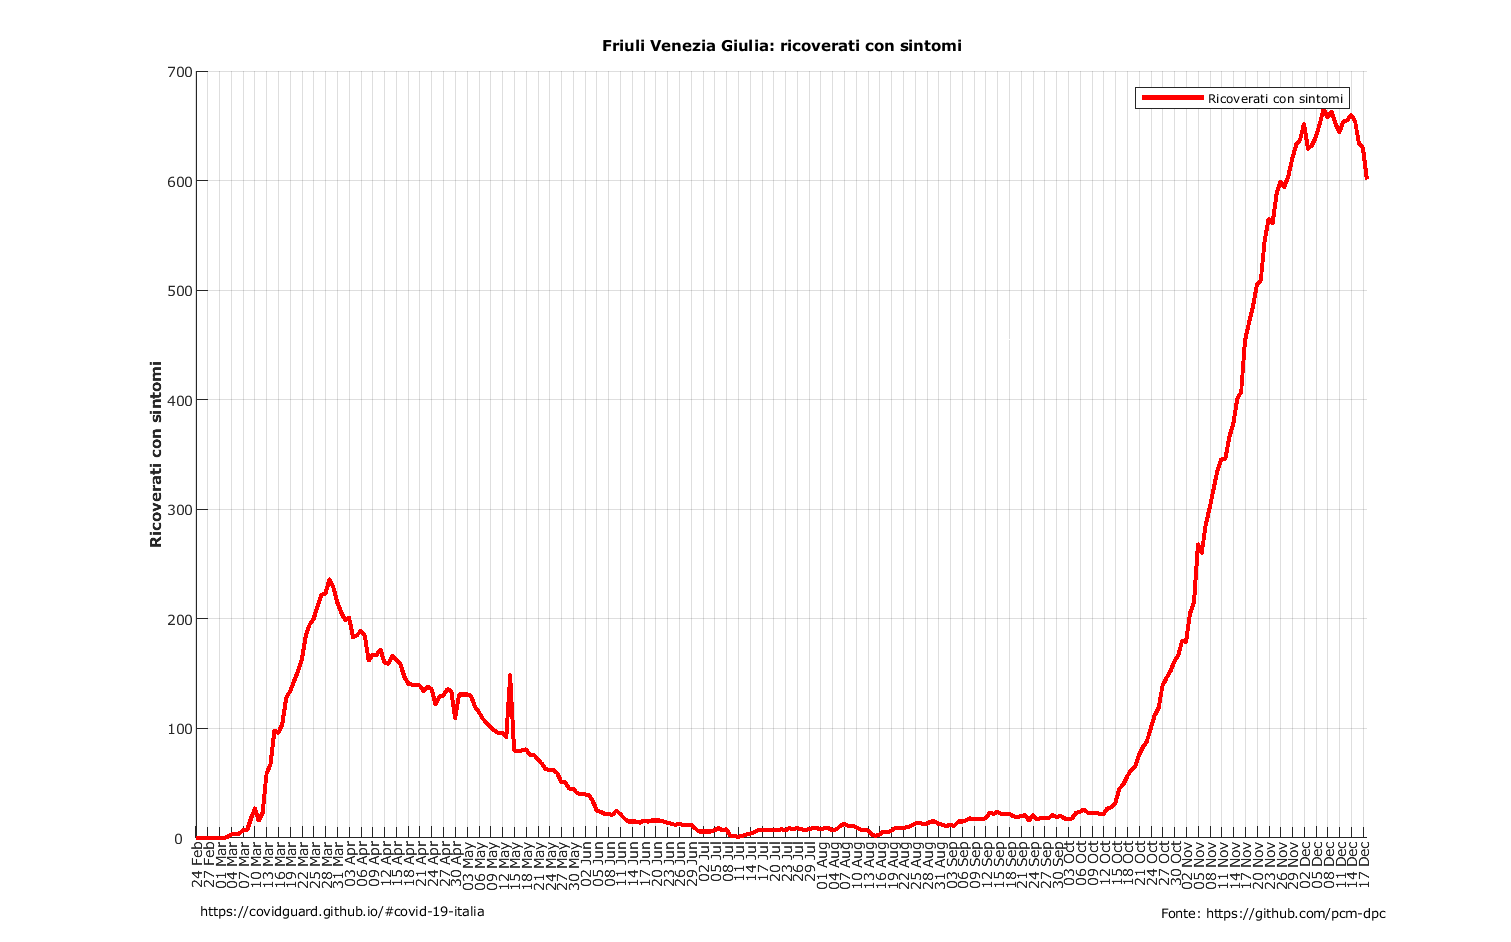 Friuli Venezia Giulia: ricoverati con sintomi
Ricoverati con sintomi
Ricoverati con sintomi
700
600
500
400
300
200
100
0
24 Feb
27 Feb
01 Mar
04 Mar
07 Mar
10 Mar
13 Mar
16 Mar
19 Mar
22 Mar
25 Mar
28 Mar
31 Mar
03 Apr
06 Apr
09 Apr
12 Apr
15 Apr
18 Apr
21 Apr
24 Apr
27 Apr
30 Apr
03 May
06 May
09 May
12 May
15 May
18 May
21 May
24 May
27 May
30 May
02 Jun
05 Jun
08 Jun
11 Jun
14 Jun
17 Jun
20 Jun
23 Jun
26 Jun
29 Jun
02 Jul
05 Jul
08 Jul
11 Jul
14 Jul
17 Jul
20 Jul
23 Jul
26 Jul
29 Jul
01 Aug
04 Aug
07 Aug
10 Aug
13 Aug
16 Aug
19 Aug
22 Aug
25 Aug
28 Aug
31 Aug
03 Sep
06 Sep
09 Sep
12 Sep
15 Sep
18 Sep
21 Sep
24 Sep
27 Sep
30 Sep
03 Oct
06 Oct
09 Oct
12 Oct
15 Oct
18 Oct
21 Oct
24 Oct
27 Oct
30 Oct
02 Nov
05 Nov
08 Nov
11 Nov
14 Nov
17 Nov
20 Nov
23 Nov
26 Nov
29 Nov
02 Dec
05 Dec
08 Dec
11 Dec
14 Dec
17 Dec
https://covidguard.github.io/#covid-19-italia
Fonte: https://github.com/pcm-dpc